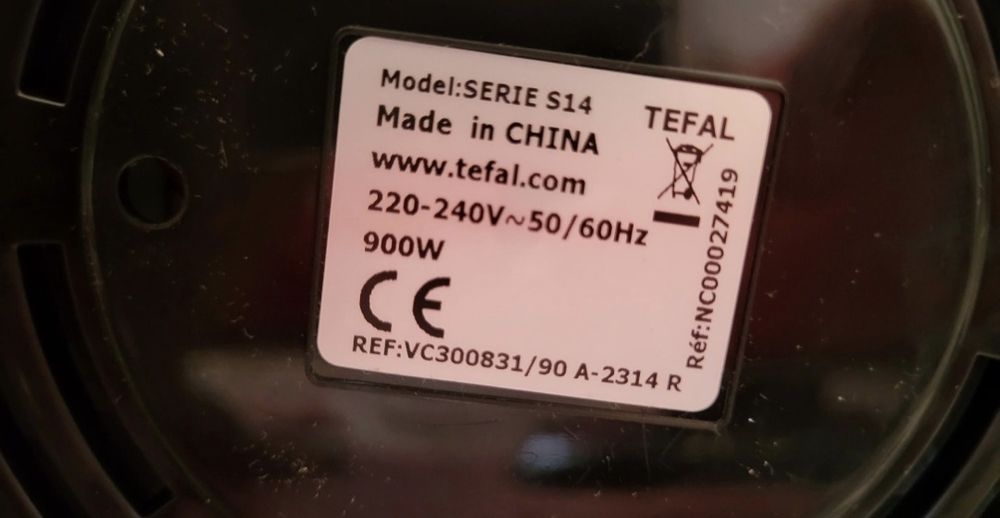 Model:SERIE S14
Made in CHINA
www.tefal.com
220-240V~50/60Hz
900W
CE
REF:VC300831/90 A-2314 R
TEFAL
Réf:NC00027419